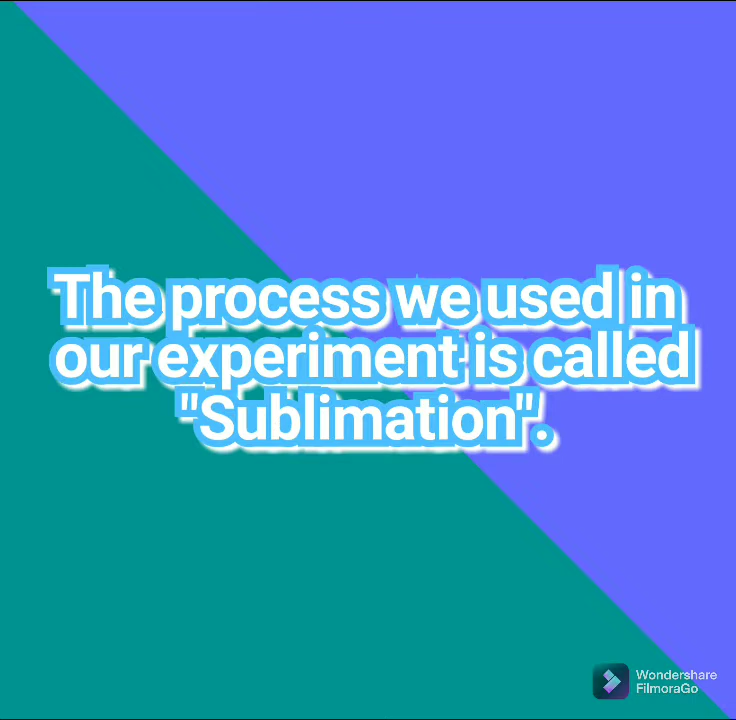 The process we used in
our experiment is called
"Sublimation".
Wondershare
FilmoraGo